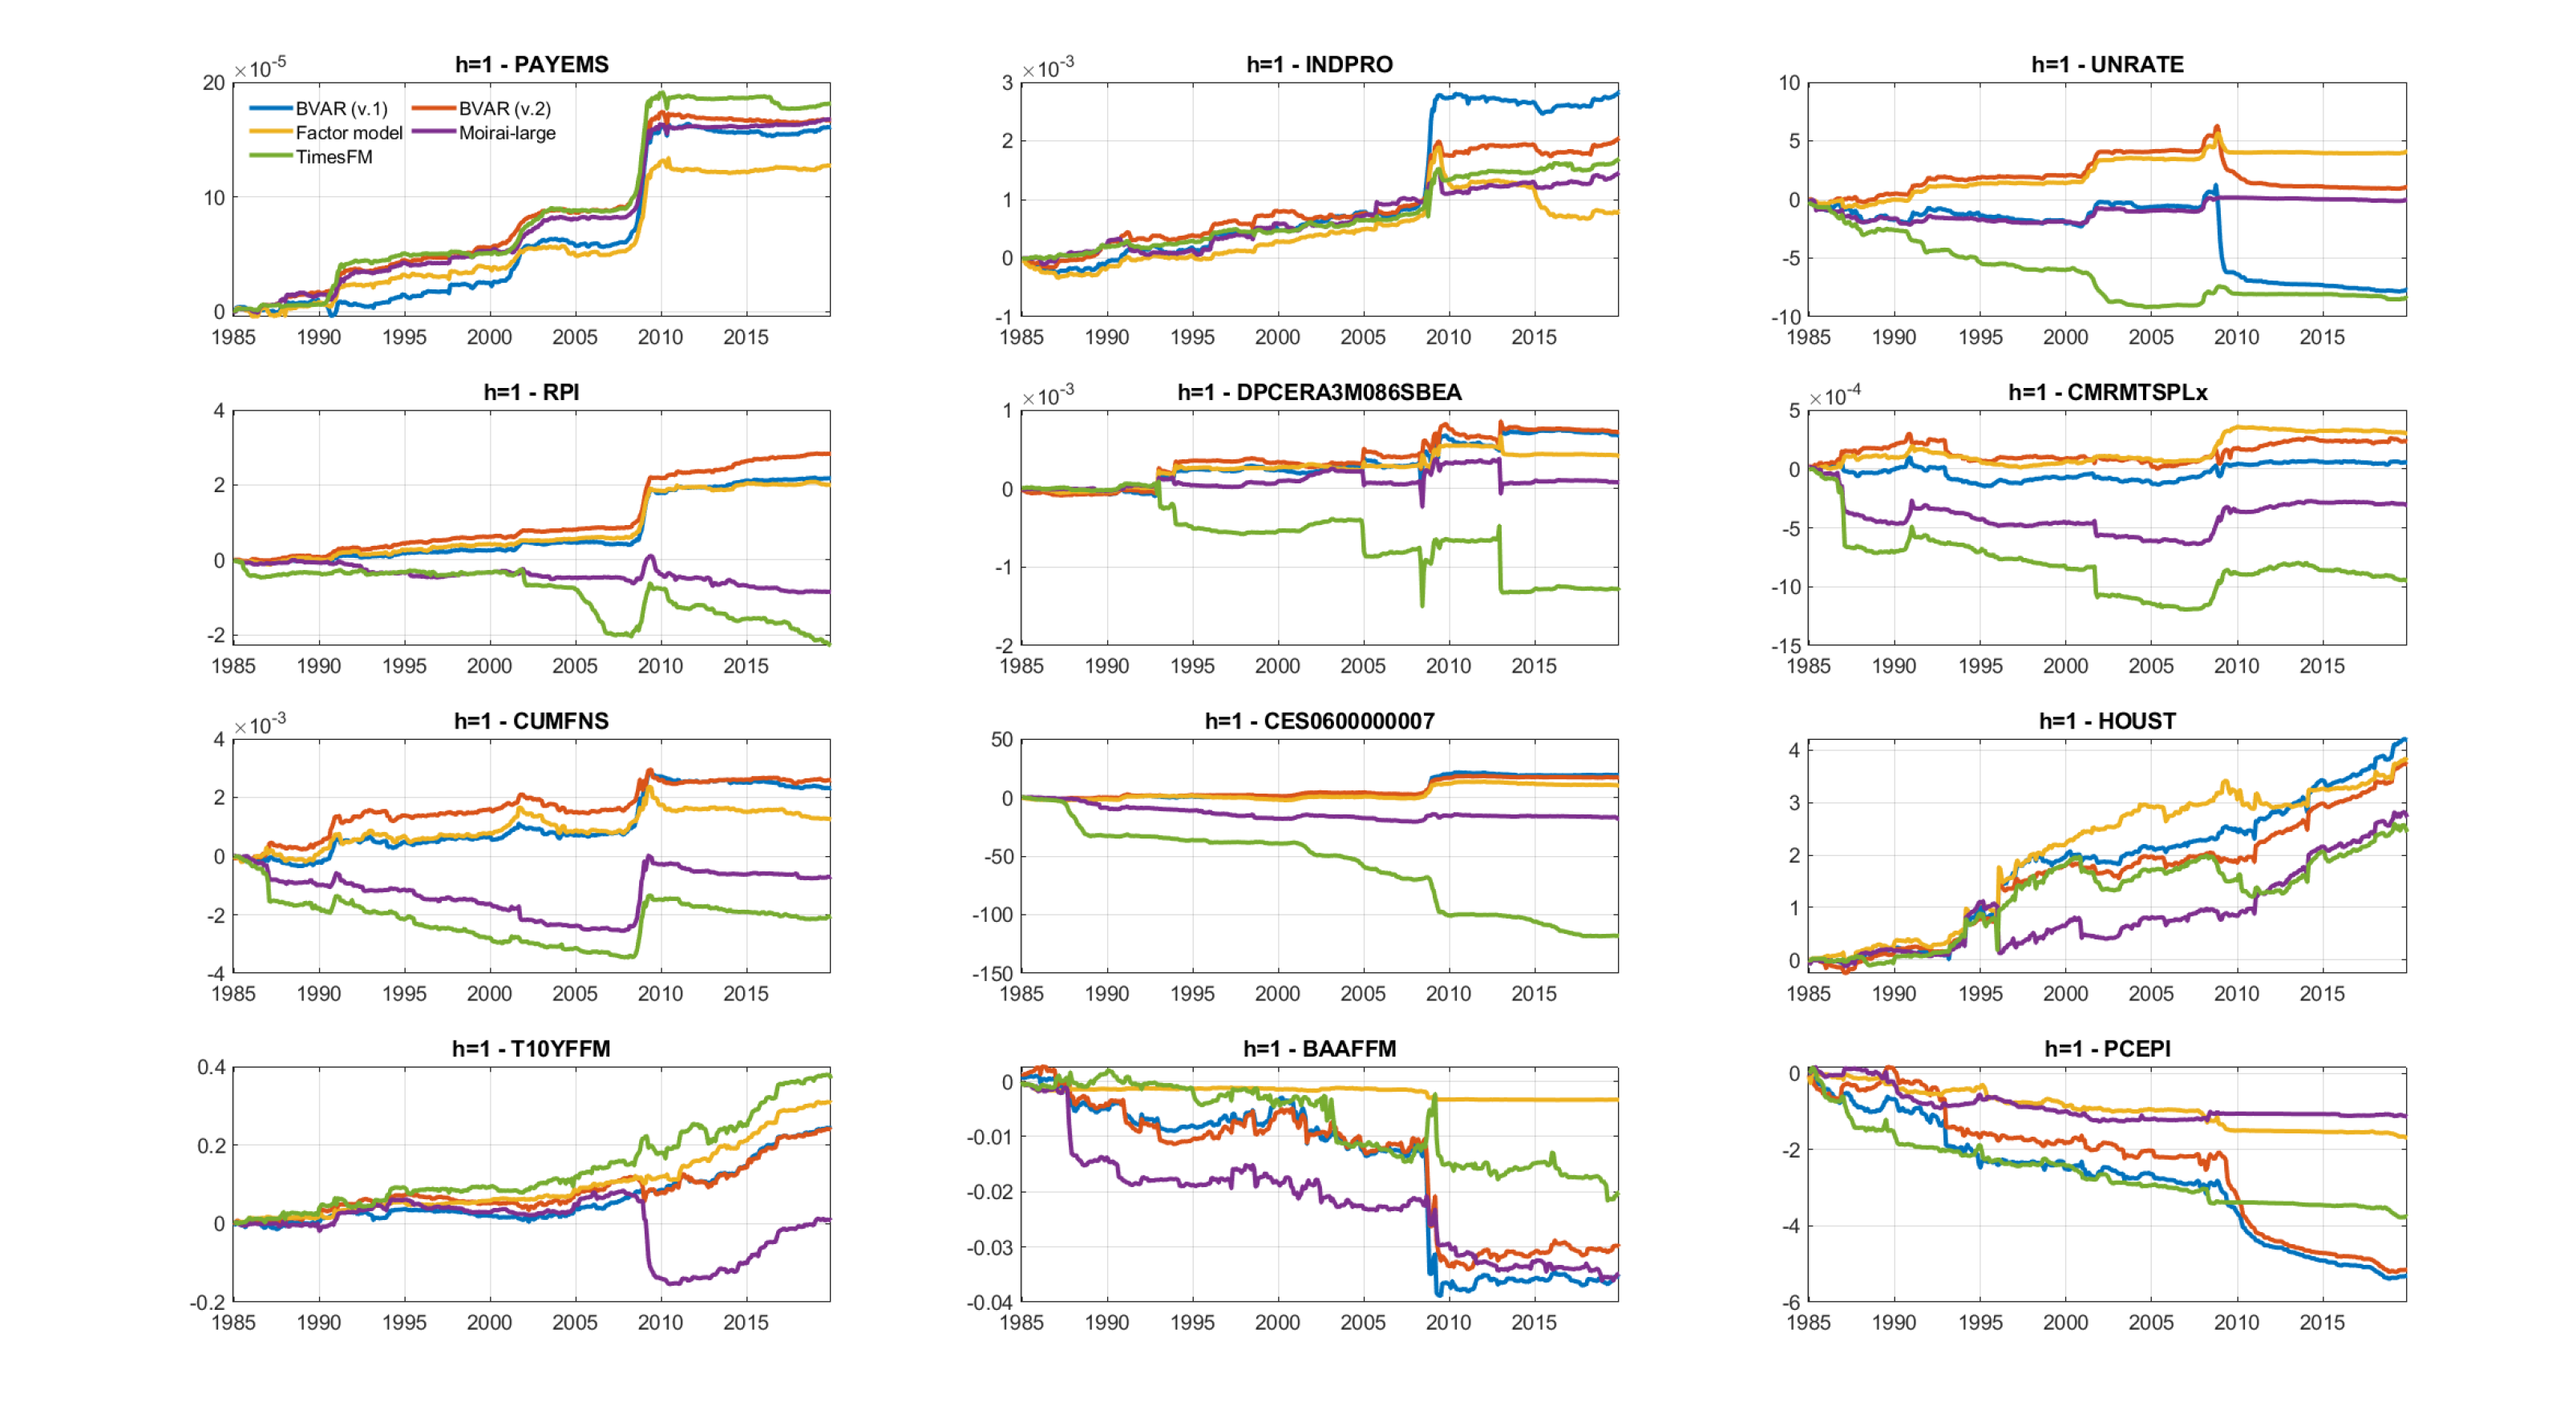 h=1 - PAYEMS
×10-5
20
10
0
BVAR (v.1) BVAR (v.2)
Factor model Moirai-large
TimesFM
1985 1990 1995 2000 2005 2010 2015
h=1 - INDPRO
×10-3
3
2
1
0
-1
1985 1990 1995 2000 2005 2010 2015
h=1 - UNRATE
10
5
0
-5
-10
1985 1990 1995 2000 2005 2010 2015
h=1 - RPI
4
2
0
-2
1985 1990 1995 2000 2005 2010 2015
h=1 - DPCERA3M086SBEA
×10-3
1
0
-1
-2
1985 1990 1995 2000 2005 2010 2015
h=1 - CMRMTSPLx
×10-4
5
0
-5
-10
-15
1985 1990 1995 2000 2005 2010 2015
h=1 - CUMFNS
×10-3
4
2
0
-2
-4
1985 1990 1995 2000 2005 2010 2015
h=1 - CES0600000007
50
0
-50
-100
-150
1985 1990 1995 2000 2005 2010 2015
h=1 - HOUST
4
3
2
1
0
1985 1990 1995 2000 2005 2010 2015
h=1 - T10YFFM
0.4
0.2
0
-0.2
1985 1990 1995 2000 2005 2010 2015
h=1 - BAAFFM
0
-0.01
-0.02
-0.03
-0.04
1985 1990 1995 2000 2005 2010 2015
h=1 - PCEPI
0
-2
-4
-6
1985 1990 1995 2000 2005 2010 2015